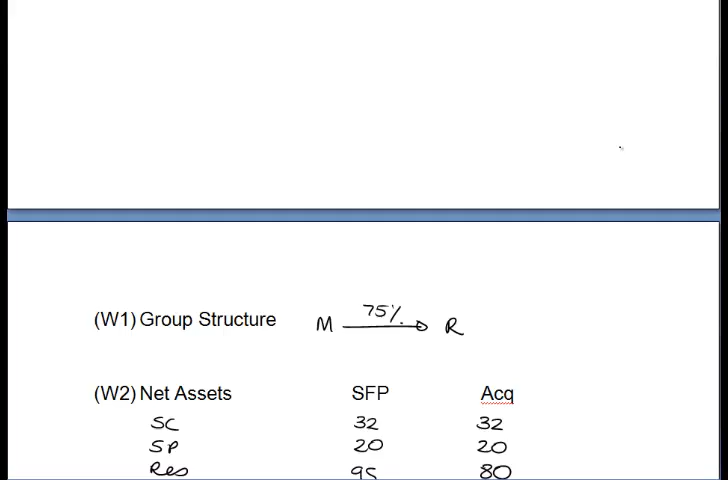 (W1) Group Structure M 75% R
(W2) Net Assets SFP Acq
SC 32 32
SP 20 20
Res 95 80